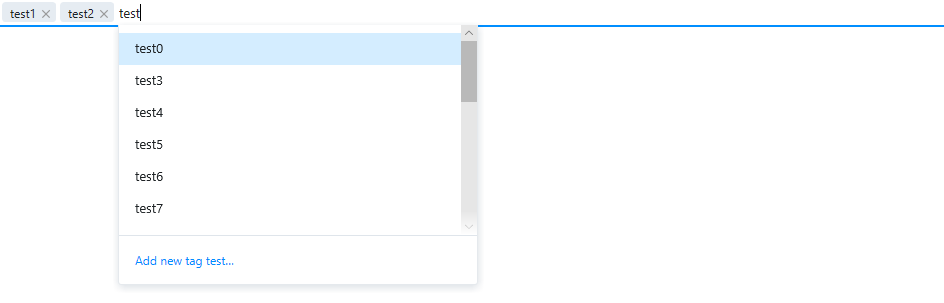 test1 test2 test
test0
test3
test4
test5
test6
test7
Add new tag test...